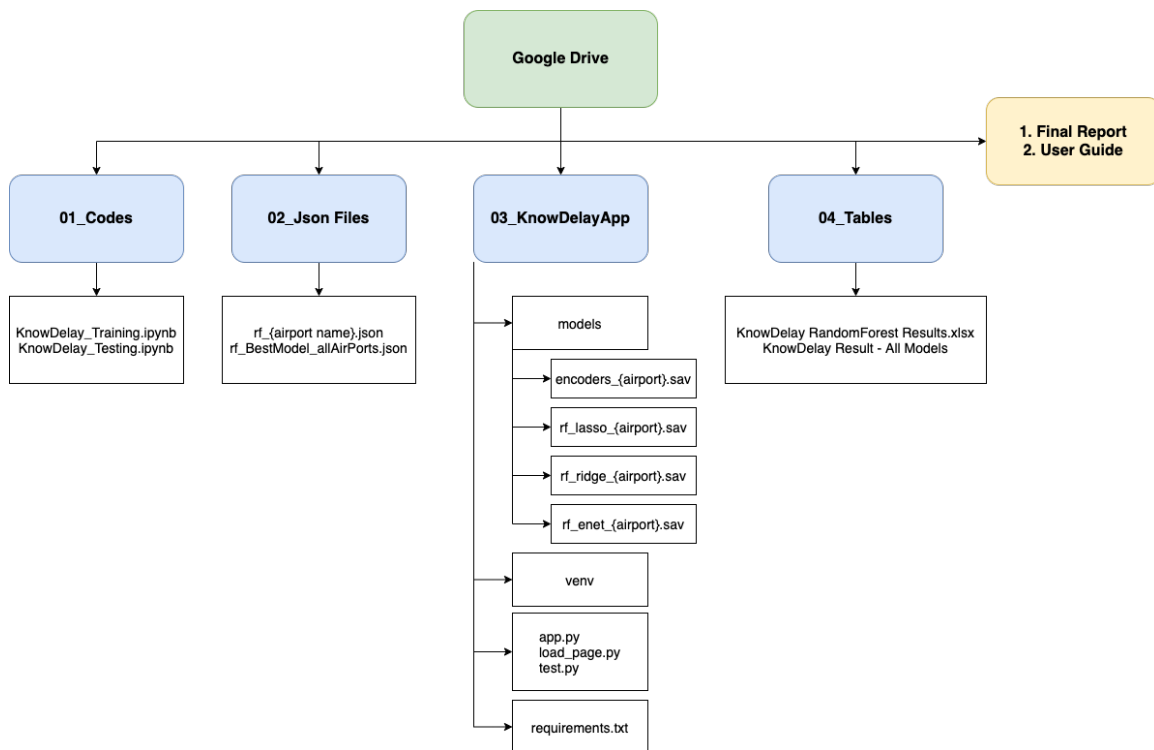 Google Drive
1. Final Report
2. User Guide
01_Codes
02_Json Files
03_KnowDelayApp
04_Tables
KnowDelay_Training.ipynb
KnowDelay_Testing.ipynb
rf_{airport name}.json
rf_BestModel_allAirPorts.json
models
encoders_{airport}.sav
rf_lasso_{airport}.sav
rf_ridge_{airport}.sav
rf_enet_{airport}.sav
venv
app.py
load_page.py
test.py
requirements.txt
KnowDelay RandomForest Results.xlsx
KnowDelay Result - All Models